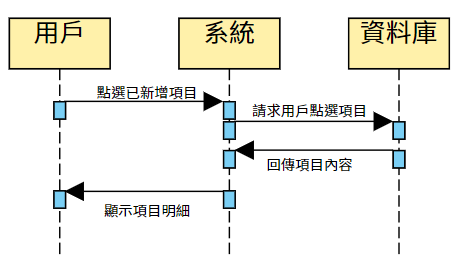 用戶
系統
資料庫
點選已新增項目
請求用戶點選項目
回傳項目內容
顯示項目明細